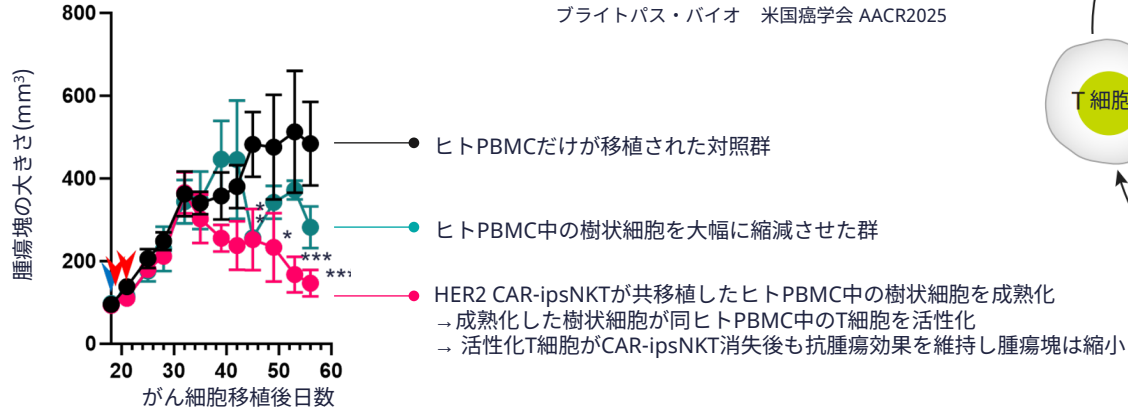 ブライトパス・バイオ 米国癌学会 AACR2025
腫瘍塊の大きさ(mm³)
800
600
400
200
0
20 30 40 50 60
がん細胞移植後日数
*
*
*
***
***
ヒトPBMCだけが移植された対照群
ヒトPBMC中の樹状細胞を大幅に縮減させた群
HER2 CAR-ipsNKTが共移植したヒトPBMC中の樹状細胞を成熟化
→成熟化した樹状細胞が同ヒトPBMC中のT細胞を活性化
→ 活性化T細胞がCAR-ipsNKT消失後も抗腫瘍効果を維持し腫瘍塊は縮小
T 細胞